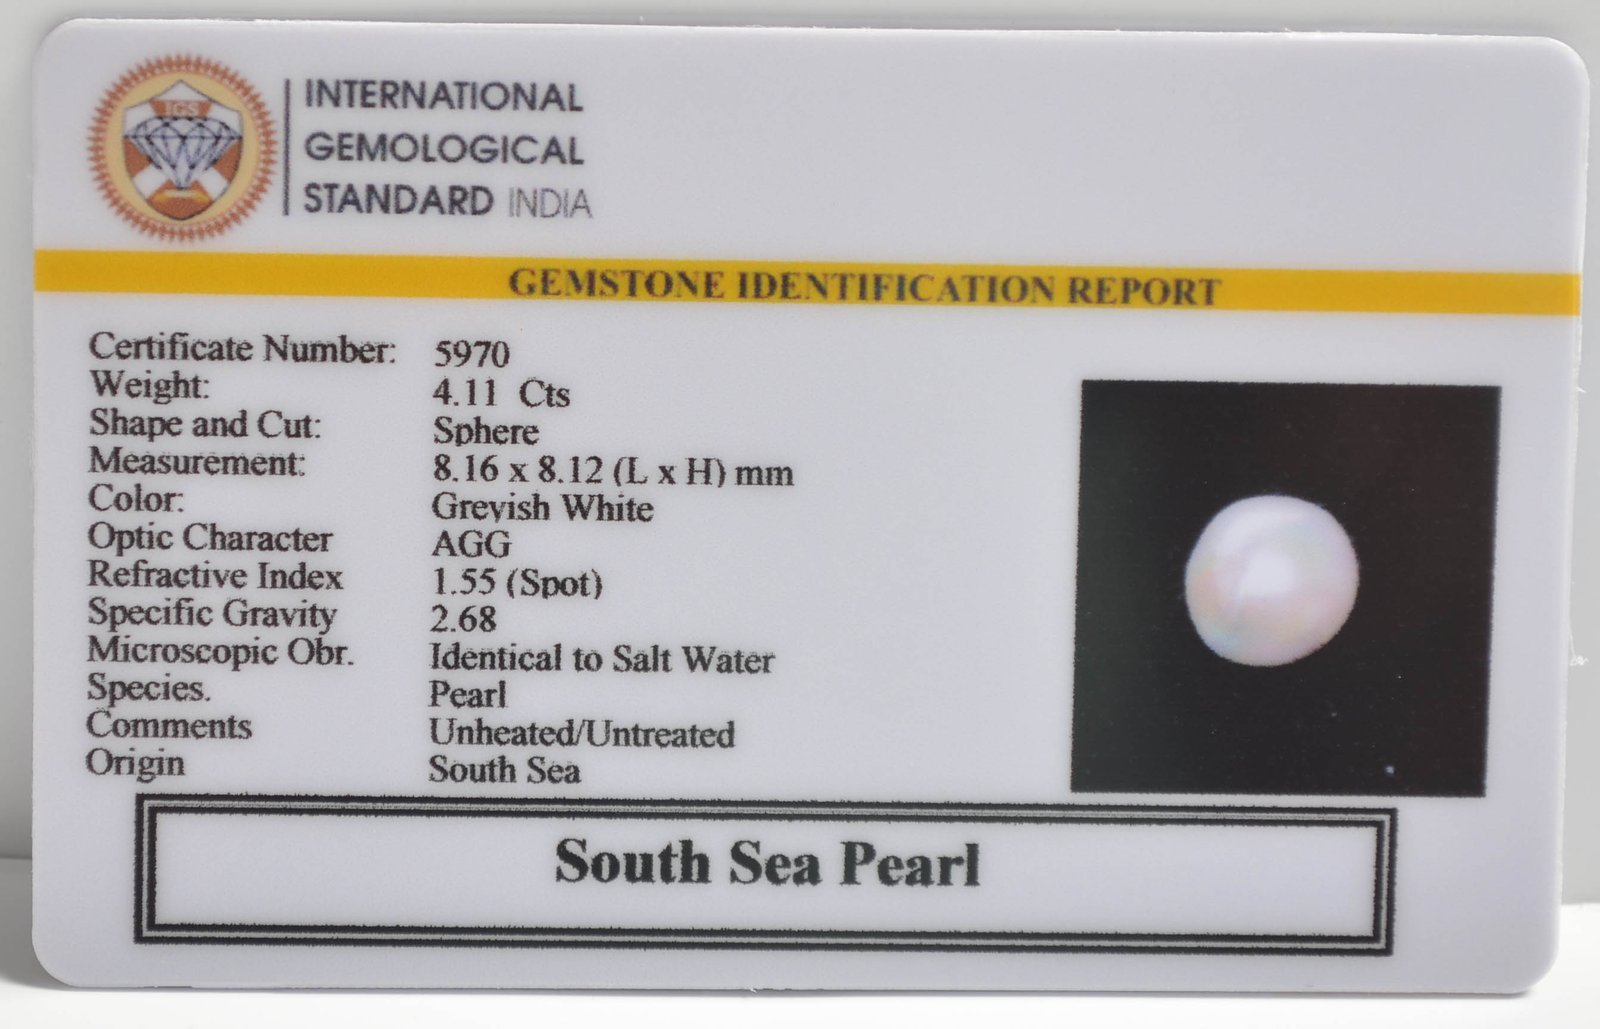 IGS
INTERNATIONAL
GEMOLOGICAL
STANDARD INDIA
GEMSTONE IDENTIFICATION REPORT
Certificate Number: 5970
Weight: 4.11 Cts
Shape and Cut: Sphere
Measurement: 8.16 x 8.12 (L x H) mm
Color: Greyish White
Optic Character AGG
Refractive Index 1.55 (Spot)
Specific Gravity 2.68
Microscopic Obr. Identical to Salt Water
Species. Pearl
Comments Unheated/Untreated
Origin South Sea
South Sea Pearl